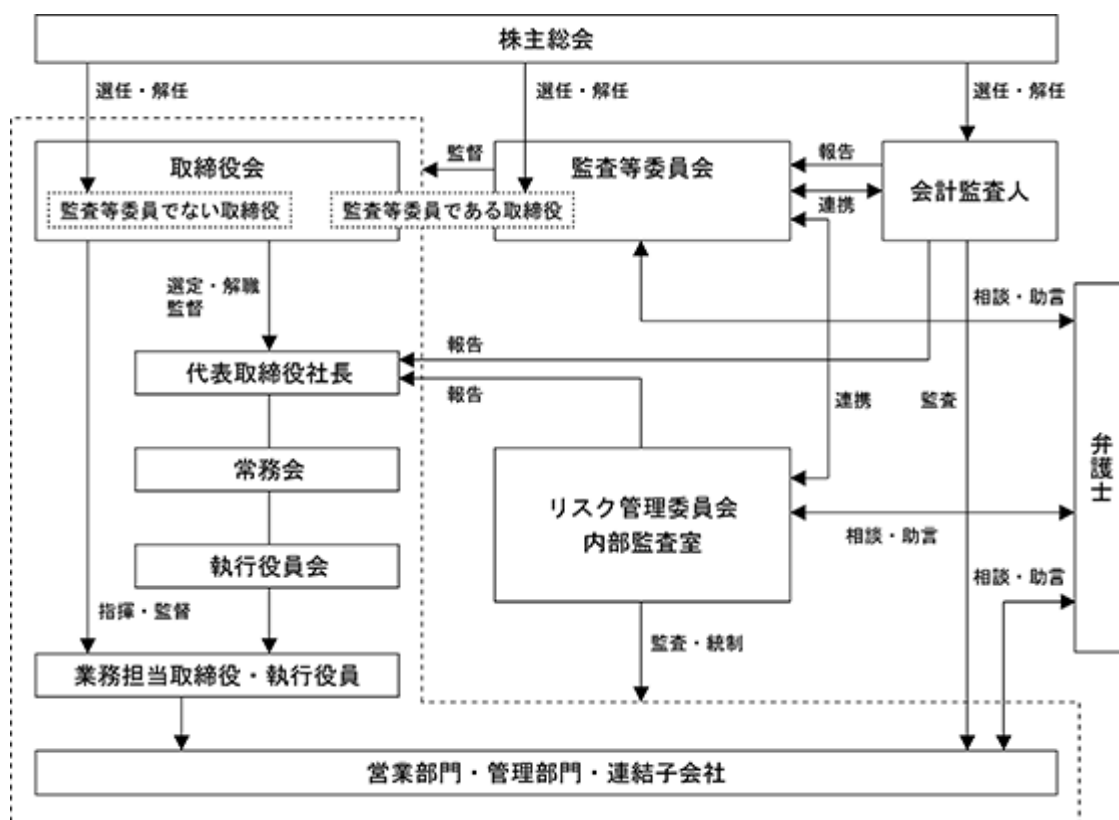 株主総会
選任・解任
選任・解任
選任・解任
取締役会
監査等委員でない取締役
監査等委員である取締役
監督
監査等委員会
報告
連携
会計監査人
選定・解職
監督
相談・助言
代表取締役社長
報告
報告
連携
監査
弁護士
常務会
リスク管理委員会
内部監査室
相談・助言
執行役員会
相談・助言
指揮・監督
監査・統制
業務担当取締役・執行役員
営業部門・管理部門・連結子会社